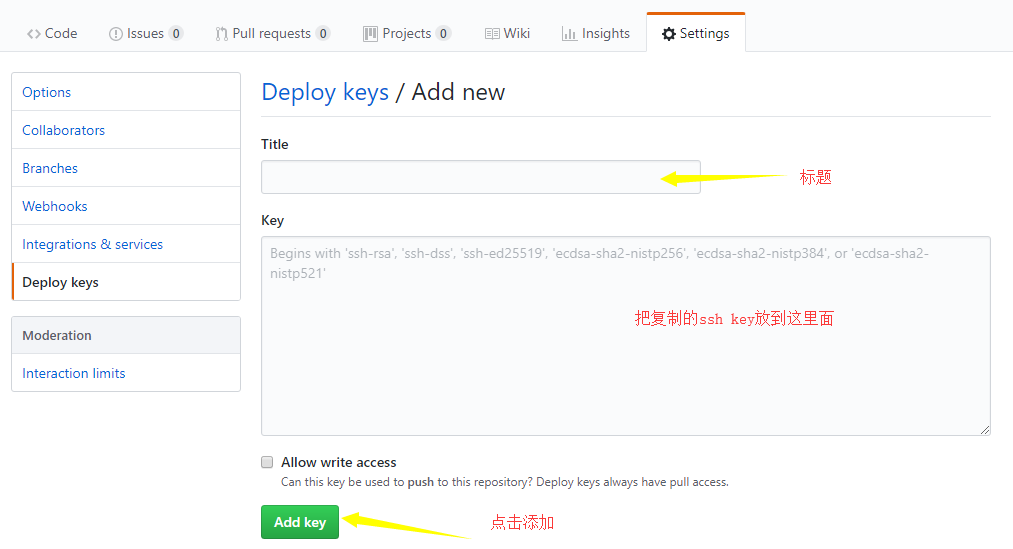 Code Issues 0 Pull requests 0 Projects 0 Wiki Insights Settings
Options
Collaborators
Branches
Webhooks
Integrations & services
Deploy keys
Moderation
Interaction limits
Deploy keys / Add new
Title
标题
Key
Begins with 'ssh-rsa', 'ssh-dss', 'ssh-ed25519', 'ecdsa-sha2-nistp256', 'ecdsa-sha2-nistp384', or 'ecdsa-sha2-
nistp521'
把复制的ssh key放到这里面
Allow write access
Can this key be used to push to this repository? Deploy keys always have pull access.
Add key
点击添加